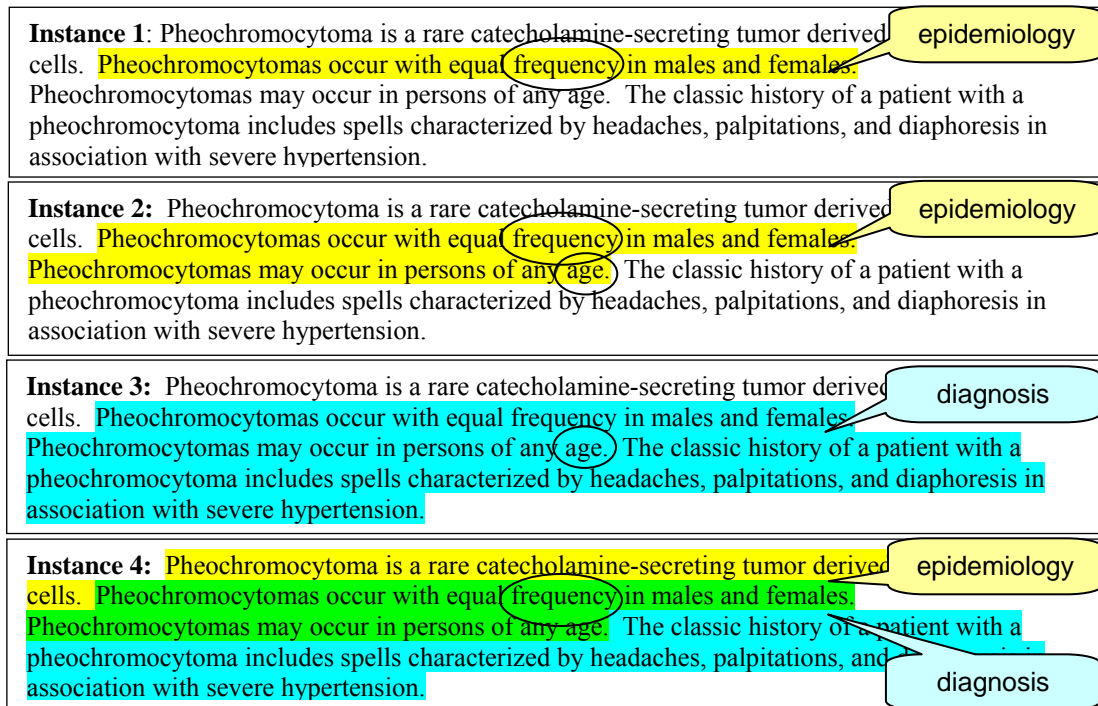 Instance 1: Pheochromocytoma is a rare catecholamine-secreting tumor derived
epidemiology
cells. Pheochromocytomas occur with equal frequency in males and females.
Pheochromocytomas may occur in persons of any age. The classic history of a patient with a
pheochromocytoma includes spells characterized by headaches, palpitations, and diaphoresis in
association with severe hypertension.
Instance 2: Pheochromocytoma is a rare catecholamine-secreting tumor derived
epidemiology
cells. Pheochromocytomas occur with equal frequency in males and females.
Pheochromocytomas may occur in persons of any age. The classic history of a patient with a
pheochromocytoma includes spells characterized by headaches, palpitations, and diaphoresis in
association with severe hypertension.
Instance 3: Pheochromocytoma is a rare catecholamine-secreting tumor derived
diagnosis
cells. Pheochromocytomas occur with equal frequency in males and females.
Pheochromocytomas may occur in persons of any age. The classic history of a patient with a
pheochromocytoma includes spells characterized by headaches, palpitations, and diaphoresis in
association with severe hypertension.
Instance 4: Pheochromocytoma is a rare catecholamine-secreting tumor derived
epidemiology
cells. Pheochromocytomas occur with equal frequency in males and females.
Pheochromocytomas may occur in persons of any age. The classic history of a patient with a
pheochromocytoma includes spells characterized by headaches, palpitations, and in
association with severe hypertension.
diagnosis